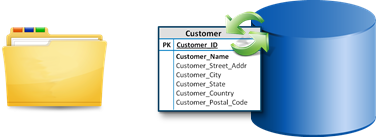 Customer
PK Customer_ID
Customer_Name
Customer_Street_Addr
Customer_City
Customer_State
Customer_Country
Customer_Postal_Code